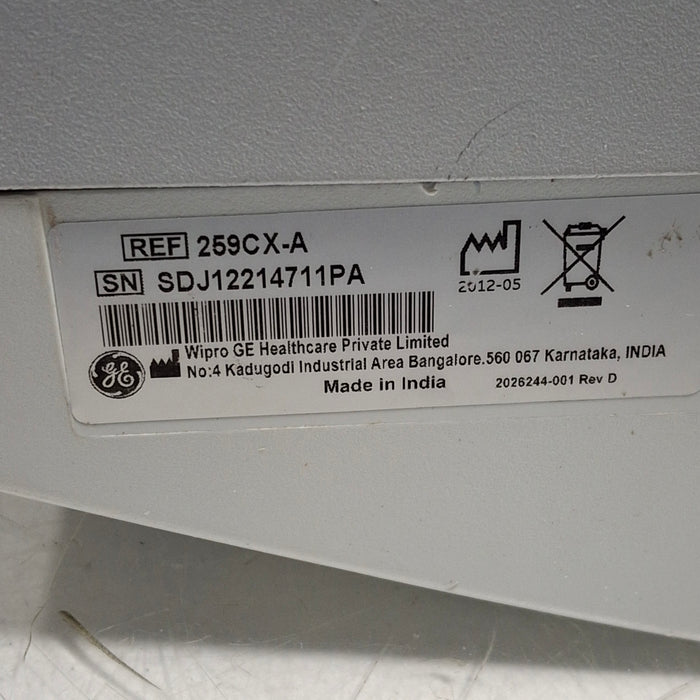 REF 259CX-A
SN SDJ12214711PA
2012-05
Wipro GE Healthcare Private Limited
No:4 Kadugodi Industrial Area Bangalore.560 067 Karnataka, INDIA
GE
Made in India
2026244-001 Rev D